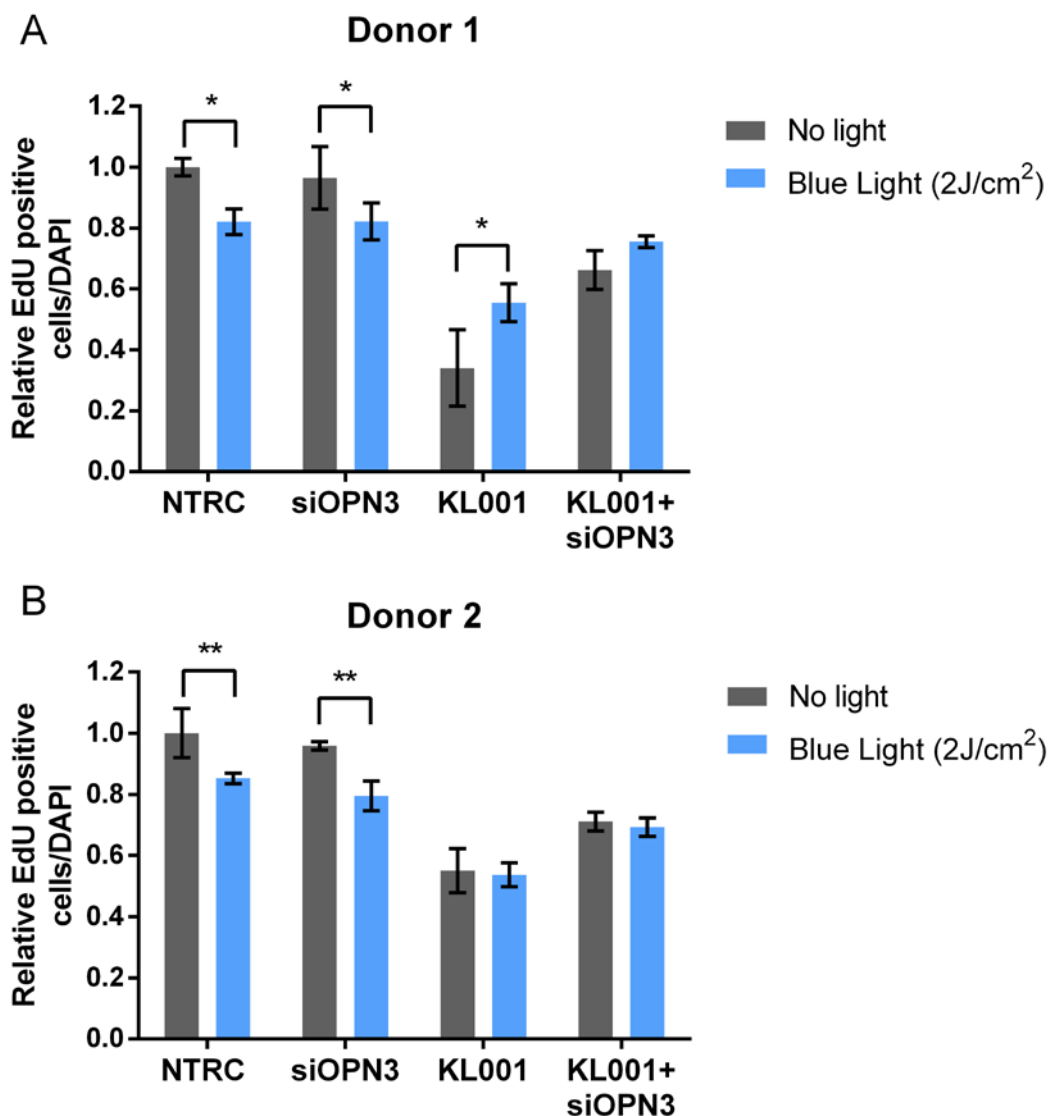 A
Donor 1
*
*
*
1.2
1.0
0.8
0.6
0.4
0.2
0.0
Relative EdU positive
cells/DAPI
NTRC
siOPN3
KL001
KL001+
siOPN3
No light
Blue Light (2J/cm²)
B
Donor 2
**
**
1.2
1.0
0.8
0.6
0.4
0.2
0.0
Relative EdU positive
cells/DAPI
NTRC
siOPN3
KL001
KL001+
siOPN3
No light
Blue Light (2J/cm²)